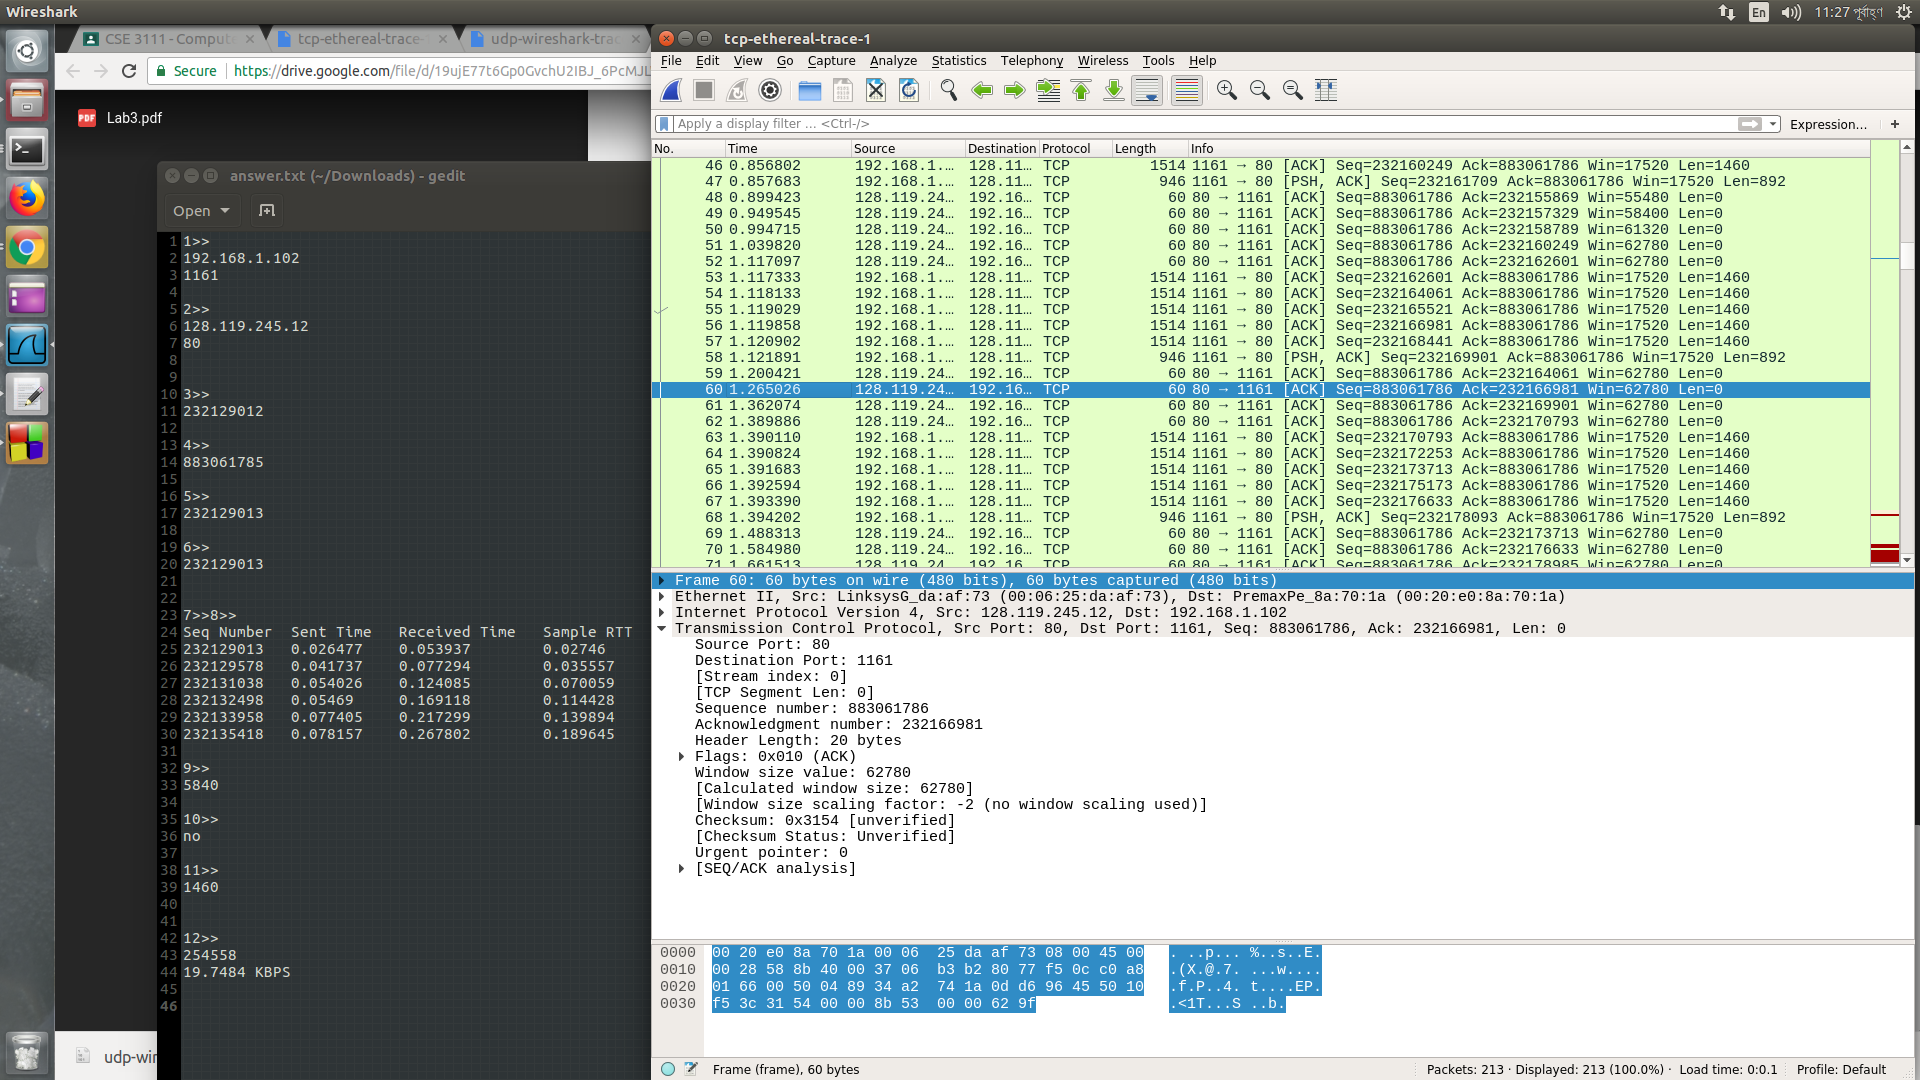 Wireshark
En
11:27 পূর্বাহ্ণ
CSE 3111 - Compute
tcp-ethereal-trace-
udp-wireshark-tra
Secure
https://drive.google.com/file/d/19ujE77t6Gp0GvchU2IBJ_6PcMJL
PDF Lab3.pdf
answer.txt (~/Downloads) - gedit
Open
1 1>>
2 192.168.1.102
3 1161
4
5 2>>
6 128.119.245.12
7 80
8
9
10 3>>
11 232129012
12
13 4>>
14 883061785
15
16 5>>
17 232129013
18
19 6>>
20 232129013
21
22
23 7>>8>>
24 Seq Number Sent Time Received Time Sample RTT
25 232129013 0.026477 0.053937 0.02746
26 232129578 0.041737 0.077294 0.035557
27 232131038 0.054026 0.124085 0.070059
28 232132498 0.05469 0.169118 0.114428
29 232133958 0.077405 0.217299 0.139894
30 232135418 0.078157 0.267802 0.189645
31
32 9>>
33 5840
34
35 10>>
36 no
37
38 11>>
39 1460
40
41
42 12>>
43 254558
44 19.7484 KBPS
45
46
udp-wir
tcp-ethereal-trace-1
File Edit View Go Capture Analyze Statistics Telephony Wireless Tools Help
Apply a display filter ... <Ctrl-/>
Expression... +
No. Time Source Destination Protocol Length Info
46 0.856802 192.168.1.... 128.11... TCP 1514 1161 → 80 [ACK] Seq=232160249 Ack=883061786 Win=17520 Len=1460
47 0.857683 192.168.1.... 128.11... TCP 946 1161 → 80 [PSH, ACK] Seq=232161709 Ack=883061786 Win=17520 Len=892
48 0.899423 128.119.24... 192.16... TCP 60 80 → 1161 [ACK] Seq=883061786 Ack=232155869 Win=55480 Len=0
49 0.949545 128.119.24... 192.16... TCP 60 80 → 1161 [ACK] Seq=883061786 Ack=232157329 Win=58400 Len=0
50 0.994715 128.119.24... 192.16... TCP 60 80 → 1161 [ACK] Seq=883061786 Ack=232158789 Win=61320 Len=0
51 1.039820 128.119.24... 192.16... TCP 60 80 → 1161 [ACK] Seq=883061786 Ack=232160249 Win=62780 Len=0
52 1.117097 128.119.24... 192.16... TCP 60 80 → 1161 [ACK] Seq=883061786 Ack=232162601 Win=62780 Len=0
53 1.117333 192.168.1.... 128.11... TCP 1514 1161 → 80 [ACK] Seq=232162601 Ack=883061786 Win=17520 Len=1460
54 1.118133 192.168.1.... 128.11... TCP 1514 1161 → 80 [ACK] Seq=232164061 Ack=883061786 Win=17520 Len=1460
55 1.119029 192.168.1.... 128.11... TCP 1514 1161 → 80 [ACK] Seq=232165521 Ack=883061786 Win=17520 Len=1460
56 1.119858 192.168.1.... 128.11... TCP 1514 1161 → 80 [ACK] Seq=232166981 Ack=883061786 Win=17520 Len=1460
57 1.120902 192.168.1.... 128.11... TCP 1514 1161 → 80 [ACK] Seq=232168441 Ack=883061786 Win=17520 Len=1460
58 1.121891 192.168.1.... 128.11... TCP 946 1161 → 80 [PSH, ACK] Seq=232169901 Ack=883061786 Win=17520 Len=892
59 1.200421 128.119.24... 192.16... TCP 60 80 → 1161 [ACK] Seq=883061786 Ack=232164061 Win=62780 Len=0
60 1.265026 128.119.24... 192.16... TCP 60 80 → 1161 [ACK] Seq=883061786 Ack=232166981 Win=62780 Len=0
61 1.362074 128.119.24... 192.16... TCP 60 80 → 1161 [ACK] Seq=883061786 Ack=232169901 Win=62780 Len=0
62 1.389886 128.119.24... 192.16... TCP 60 80 → 1161 [ACK] Seq=883061786 Ack=232170793 Win=62780 Len=0
63 1.390110 192.168.1.... 128.11... TCP 1514 1161 → 80 [ACK] Seq=232170793 Ack=883061786 Win=17520 Len=1460
64 1.390824 192.168.1.... 128.11... TCP 1514 1161 → 80 [ACK] Seq=232172253 Ack=883061786 Win=17520 Len=1460
65 1.391683 192.168.1.... 128.11... TCP 1514 1161 → 80 [ACK] Seq=232173713 Ack=883061786 Win=17520 Len=1460
66 1.392594 192.168.1.... 128.11... TCP 1514 1161 → 80 [ACK] Seq=232175173 Ack=883061786 Win=17520 Len=1460
67 1.393390 192.168.1.... 128.11... TCP 1514 1161 → 80 [ACK] Seq=232176633 Ack=883061786 Win=17520 Len=1460
68 1.394202 192.168.1.... 128.11... TCP 946 1161 → 80 [PSH, ACK] Seq=232178093 Ack=883061786 Win=17520 Len=892
69 1.488313 128.119.24... 192.16... TCP 60 80 → 1161 [ACK] Seq=883061786 Ack=232173713 Win=62780 Len=0
70 1.584980 128.119.24... 192.16... TCP 60 80 → 1161 [ACK] Seq=883061786 Ack=232176633 Win=62780 Len=0
71 1.661513 128.119.24... 192.16... TCP 60 80 → 1161 [ACK] Seq=883061786 Ack=232178985 Win=62780 Len=0
Frame 60: 60 bytes on wire (480 bits), 60 bytes captured (480 bits)
Ethernet II, Src: LinksysG_da:af:73 (00:06:25:da:af:73), Dst: PremaxPe_8a:70:1a (00:20:e0:8a:70:1a)
Internet Protocol Version 4, Src: 128.119.245.12, Dst: 192.168.1.102
Transmission Control Protocol, Src Port: 80, Dst Port: 1161, Seq: 883061786, Ack: 232166981, Len: 0
Source Port: 80
Destination Port: 1161
[Stream index: 0]
[TCP Segment Len: 0]
Sequence number: 883061786
Acknowledgment number: 232166981
Header Length: 20 bytes
Flags: 0x010 (ACK)
Window size value: 62780
[Calculated window size: 62780]
[Window size scaling factor: -2 (no window scaling used)]
Checksum: 0x3154 [unverified]
[Checksum Status: Unverified]
Urgent pointer: 0
[SEQ/ACK analysis]
0000 00 20 e0 8a 70 1a 00 06 25 da af 73 08 00 45 00 . ..p... %..s..E.
0010 00 28 58 8b 40 00 37 06 b3 b2 80 77 f5 0c c0 a8 .(X.@.7. ...w....
0020 01 66 00 50 04 89 34 a2 74 1a 0d d6 96 45 50 10 .f.P..4. t....EP.
0030 f5 3c 31 54 00 00 8b 53 00 00 62 9f .<1T...S ..b.
Frame (frame), 60 bytes
Packets: 213 · Displayed: 213 (100.0%) · Load time: 0:0.1
Profile: Default